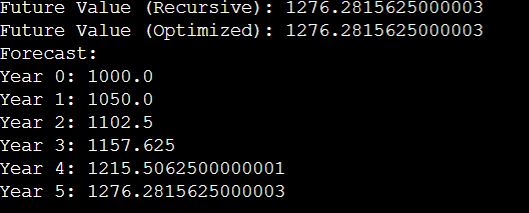 Future Value (Recursive): 1276.2815625000003
Future Value (Optimized): 1276.2815625000003
Forecast:
Year 0: 1000.0
Year 1: 1050.0
Year 2: 1102.5
Year 3: 1157.625
Year 4: 1215.5062500000001
Year 5: 1276.2815625000003